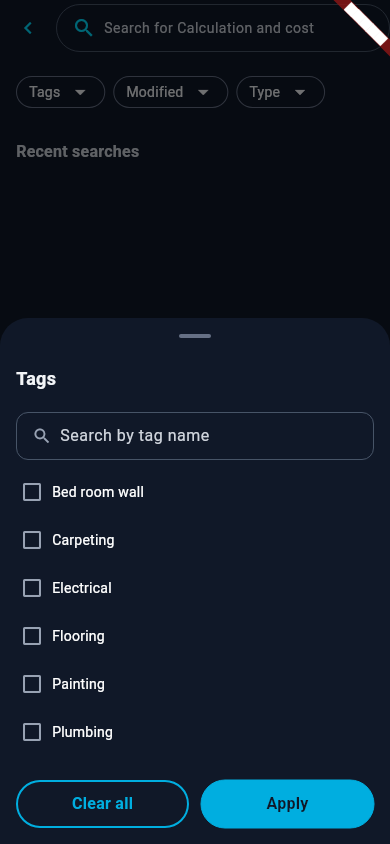 Search for Calculation and cost
Tags Modified Type
Recent searches
Tags
Search by tag name
Bed room wall
Carpeting
Electrical
Flooring
Painting
Plumbing
Clear all Apply